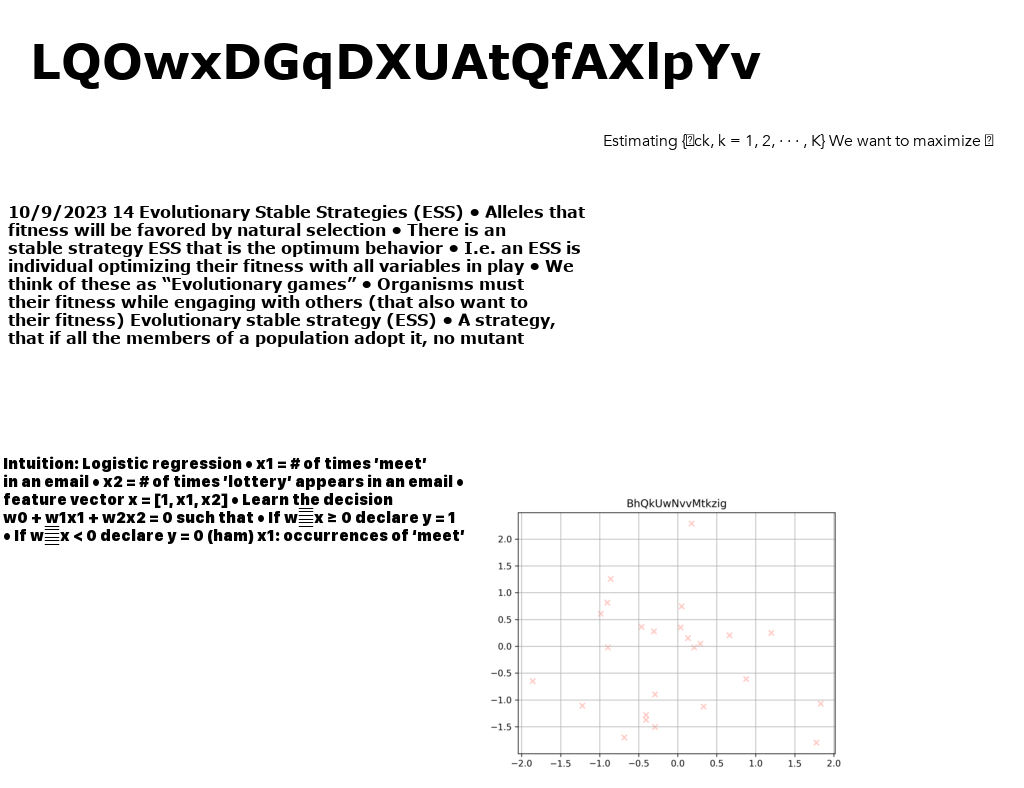 LQOwxDGqDXUAtQfAXlpYv
Estimating {ck, k = 1, 2, · · · , K} We want to maximize
10/9/2023 14 Evolutionary Stable Strategies (ESS) • Alleles that
fitness will be favored by natural selection • There is an
stable strategy ESS that is the optimum behavior • I.e. an ESS is
individual optimizing their fitness with all variables in play • We
think of these as “Evolutionary games” • Organisms must
their fitness while engaging with others (that also want to
their fitness) Evolutionary stable strategy (ESS) • A strategy,
that if all the members of a population adopt it, no mutant
Intuition: Logistic regression • x1 = # of times ‘meet’
in an email • x2 = # of times ‘lottery’ appears in an email •
feature vector x = [1, x1, x2] • Learn the decision
w0 + w1x1 + w2x2 = 0 such that • If w x ≥ 0 declare y = 1
• If w x < 0 declare y = 0 (ham) x1: occurrences of ‘meet’
BhQkUwNvvMtkzig
2.0
1.5
1.0
0.5
0.0
−0.5
−1.0
−1.5
−2.0 −1.5 −1.0 −0.5 0.0 0.5 1.0 1.5 2.0